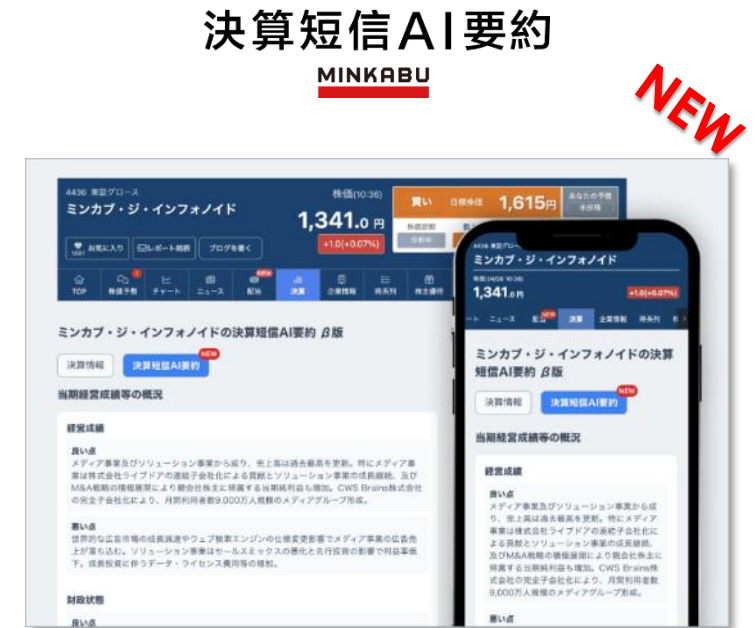 決算短信AI要約
MINKABU
NEW
4436 東証グロース
ミンカブ・ジ・インフォノイド
株価(10:36)
1,341.0 円
+1.0(+0.07%)
買い 目標株価 1,615円
あなたの予想
未投稿
株価診断
お気に入り レポート銘柄 ブログを書く
NEW
TOP 株価予測 チャート ニュース 配当 決算 企業情報 時系列 株主優待
ミンカブ・ジ・インフォノイドの決算短信AI要約 β版
NEW
決算情報 決算短信AI要約
当期経営成績等の概況
経営成績
良い点
メディア事業及びソリューション事業から成り、売上高は過去最高を更新。特にメディア事
業は株式会社ライブドアの連結子会社化による貢献とソリューション事業の成長継続、及び
M&A戦略の積極展開により親会社株主に帰属する当期純利益も増加。CWS Brains株式会社
の完全子会社化により、月間利用者数9,000万人規模のメディアグループ形成。
悪い点
世界的な広告市場の成長減速やウェブ検索エンジンの仕様変更影響でメディア事業の広告売
上が落ち込む。ソリューション事業はセールスミックスの悪化と先行投資の影響で利益率低
下。成長投資に伴うデータ・ライセンス費用等の増加。
財政状態
良い点
4436 東証グロ
ミンカブ・ジ・インフォノイド
1,341.0 円
+1.0(+0.07%)
NEW
ート ニュース 配当 決算 企業情報 時系列
ミンカブ・ジ・インフォノイドの決算
短信AI要約 β版
NEW
決算情報 決算短信AI要約
当期経営成績等の概況
経営成績
良い点
メディア事業及びソリューション事業から成
り、売上高は過去最高を更新。特にメディア
事業は株式会社ライブドアの連結子会社化に
よる貢献とソリューション事業の成長継続、
及びM&A戦略の積極展開により親会社株主に
帰属する当期純利益も増加。CWS Brains株
式会社の完全子会社化により、月間利用者数
9,000万人規模のメディアグループ形成。
悪い点